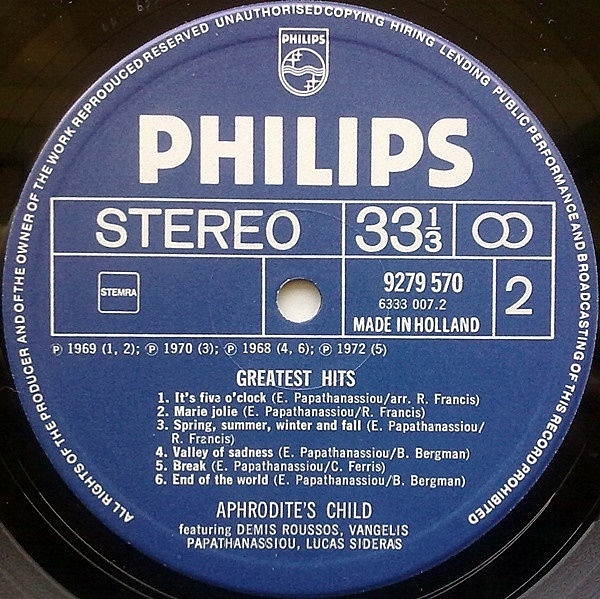 ALL RIGHTS OF THE PRODUCER AND OF THE OWNER OF THE WORK REPRODUCED RESERVED UNAUTHORISED COPYING HIRING LENDING PUBLIC PERFORMANCE AND BROADCASTING OF THIS RECORD PROHIBITED
PHILIPS
PHILIPS
STEREO 33 1/3
STEMRA
9279 570
6333 007.2
MADE IN HOLLAND
2
℗ 1969 (1, 2); ℗ 1970 (3); ℗ 1968 (4, 6); ℗ 1972 (5)
GREATEST HITS
1. It's five o'clock (E. Papathanassiou/arr. R. Francis)
2. Marie jolie (E. Papathanassiou/R. Francis)
3. Spring, summer, winter and fall (E. Papathanassiou/
R. Francis)
4. Valley of sadness (E. Papathanassiou/B. Bergman)
5. Break (E. Papathanassiou/C. Ferris)
6. End of the world (E. Papathanassiou/B. Bergman)
APHRODITE'S CHILD
featuring DEMIS ROUSSOS, VANGELIS
PAPATHANASSIOU, LUCAS SIDERAS